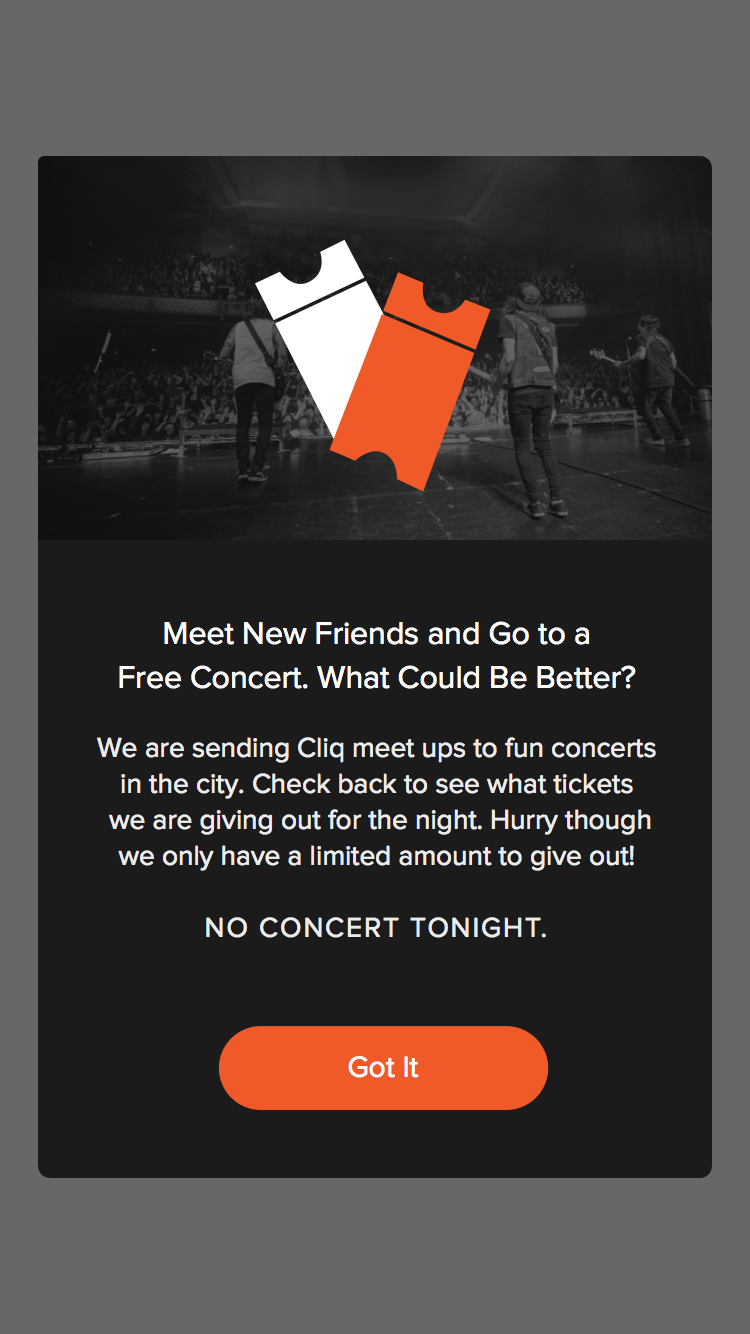 Meet New Friends and Go to a
Free Concert. What Could Be Better?
We are sending Cliq meet ups to fun concerts
in the city. Check back to see what tickets
we are giving out for the night. Hurry though
we only have a limited amount to give out!
NO CONCERT TONIGHT.
Got It